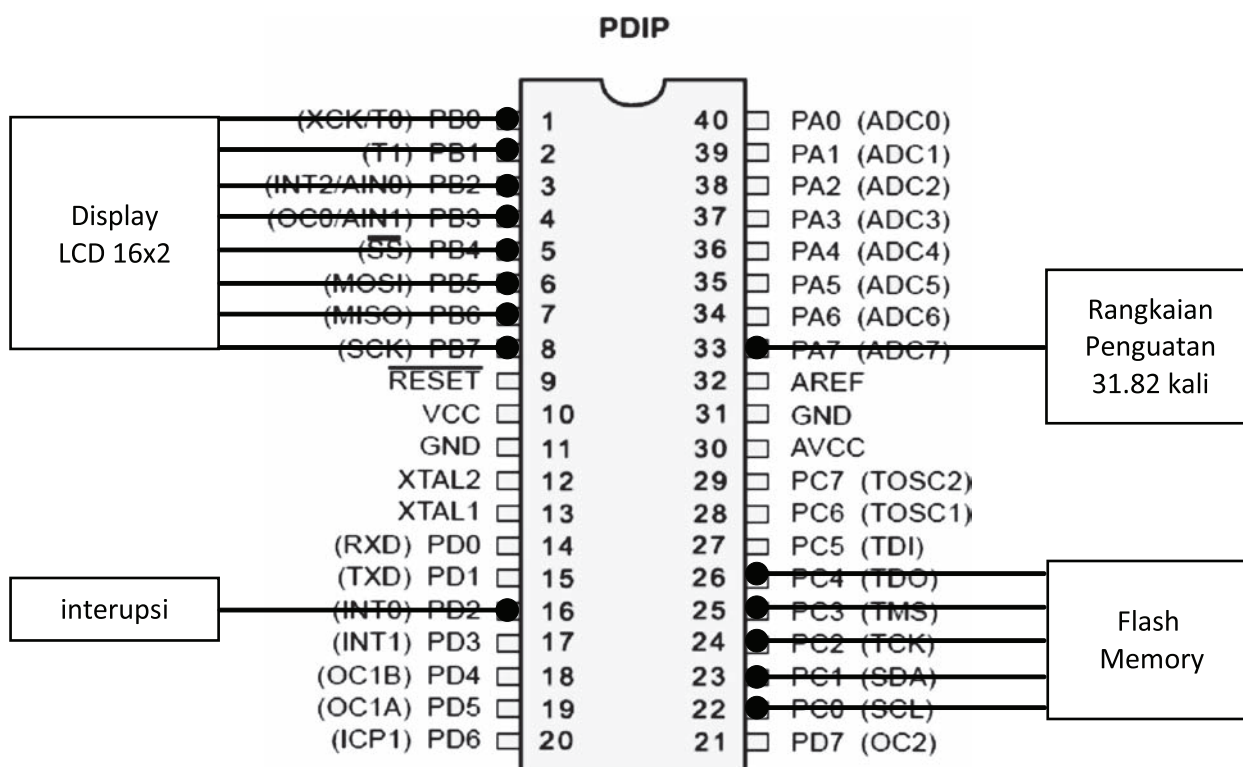 PDIP
Display
LCD 16x2
interupsi
(XCK/T0) PB0 1
(T1) PB1 2
(INT2/AIN0) PB2 3
(OC0/AIN1) PB3 4
(SS) PB4 5
(MOSI) PB5 6
(MISO) PB6 7
(SCK) PB7 8
RESET 9
VCC 10
GND 11
XTAL2 12
XTAL1 13
(RXD) PD0 14
(TXD) PD1 15
(INT0) PD2 16
(INT1) PD3 17
(OC1B) PD4 18
(OC1A) PD5 19
(ICP1) PD6 20
40 PA0 (ADC0)
39 PA1 (ADC1)
38 PA2 (ADC2)
37 PA3 (ADC3)
36 PA4 (ADC4)
35 PA5 (ADC5)
34 PA6 (ADC6)
33 PA7 (ADC7)
32 AREF
31 GND
30 AVCC
29 PC7 (TOSC2)
28 PC6 (TOSC1)
27 PC5 (TDI)
26 PC4 (TDO)
25 PC3 (TMS)
24 PC2 (TCK)
23 PC1 (SDA)
22 PC0 (SCL)
21 PD7 (OC2)
Rangkaian
Penguatan
31.82 kali
Flash
Memory